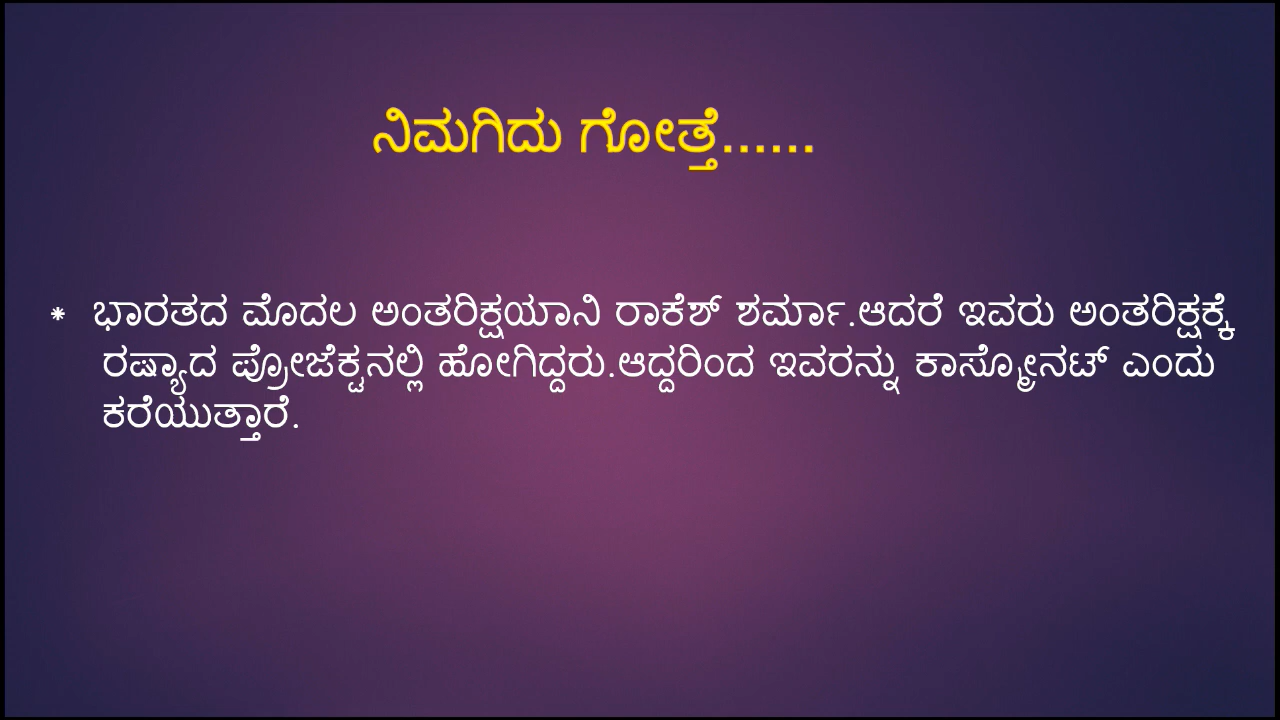 ನಿಮಗಿದು ಗೋತ್ತೆ......
* ಭಾರತದ ಮೊದಲ ಅಂತರಿಕ್ಷಯಾನಿ ರಾಕೆಶ್ ಶರ್ಮಾ.ಆದರೆ ಇವರು ಅಂತರಿಕ್ಷಕ್ಕೆ
ರಷ್ಯಾದ ಪ್ರೋಜೆಕ್ಟನಲ್ಲಿ ಹೋಗಿದ್ದರು.ಆದ್ದರಿಂದ ಇವರನ್ನು ಕಾಸ್ಮೋನಟ್ ಎಂದು
ಕರೆಯುತ್ತಾರೆ.